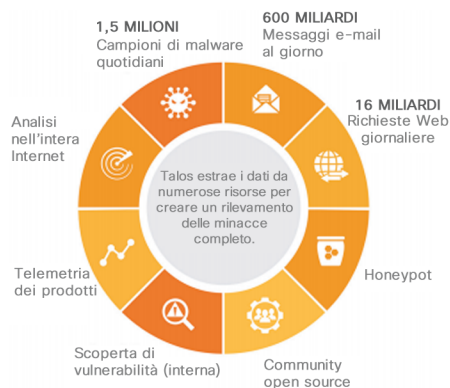 1,5 MILIONI
Campioni di malware
quotidiani
600 MILIARDI
Messaggi e-mail
al giorno
16 MILIARDI
Richieste Web
giornaliere
Honeypot
Community
open source
Scoperta di
vulnerabilità (interna)
Telemetria
dei prodotti
Analisi
nell'intera
Internet
Talos estrae i dati da
numerose risorse per
creare un rilevamento
delle minacce
completo.